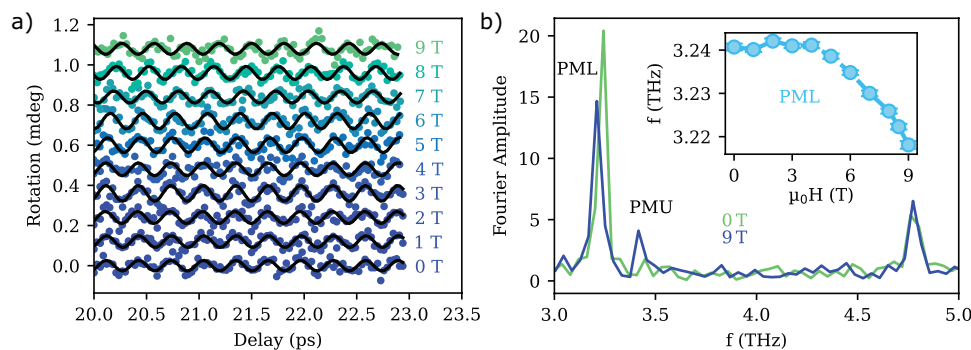 a)
Rotation (mdeg)
1.2
1.0
0.8
0.6
0.4
0.2
0.0
9 T
8 T
7 T
6 T
5 T
4 T
3 T
2 T
1 T
0 T
20.0 20.5 21.0 21.5 22.0 22.5 23.0 23.5
Delay (ps)
b)
Fourier Amplitude
20
15
10
5
0
PML
PMU
0 T
9 T
3.0 3.5 4.0 4.5 5.0
f (THz)
f (THz)
3.24
3.23
3.22
PML
0 3 6 9
μ₀H (T)